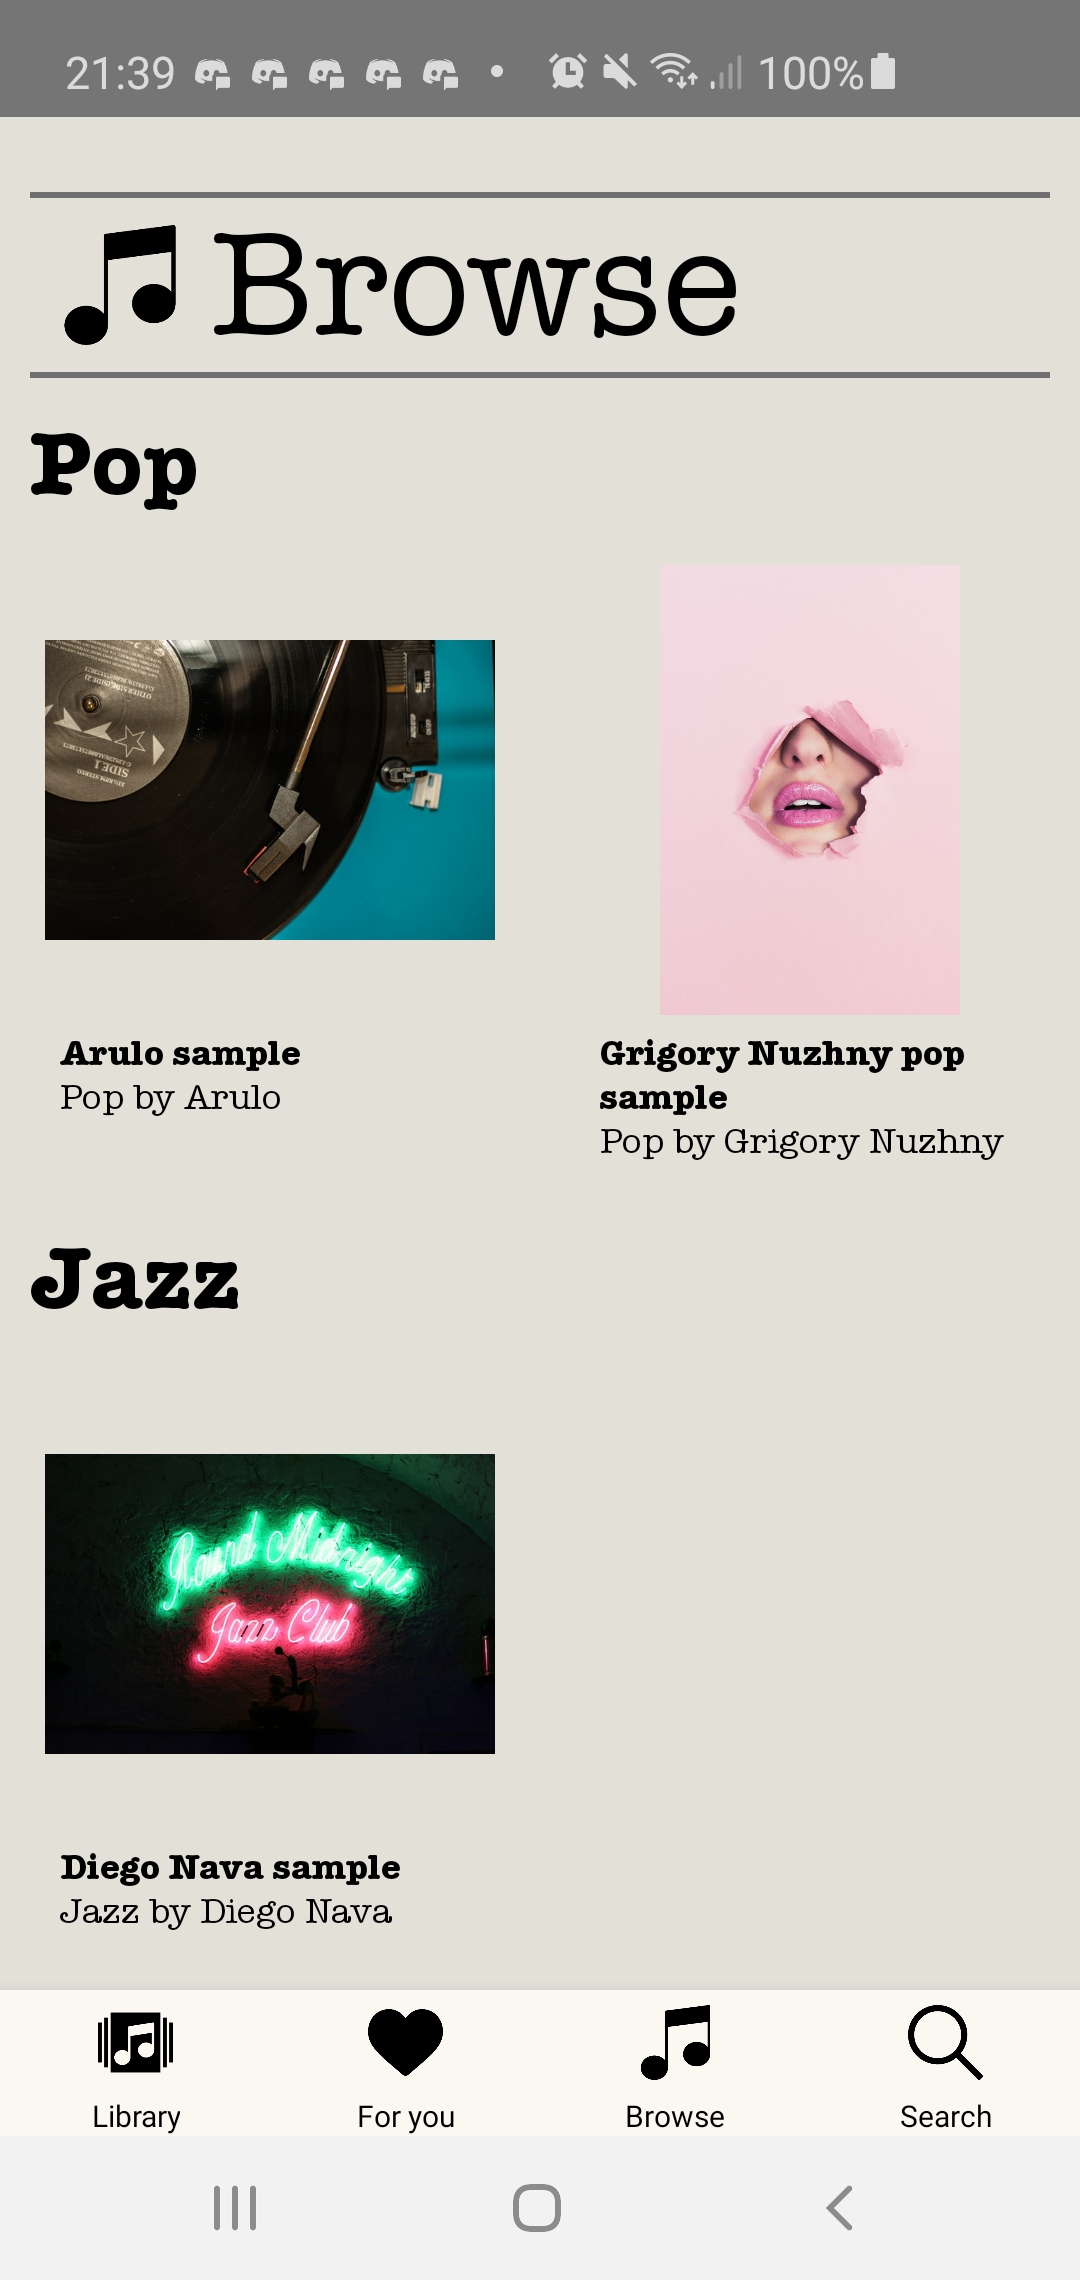 21:39
100%
Browse
Pop
SIDE 1
Arulo sample
Pop by Arulo
Grigory Nuzhny pop
sample
Pop by Grigory Nuzhny
Jazz
Round Midnight
Jazz Club
Diego Nava sample
Jazz by Diego Nava
Library
For you
Browse
Search